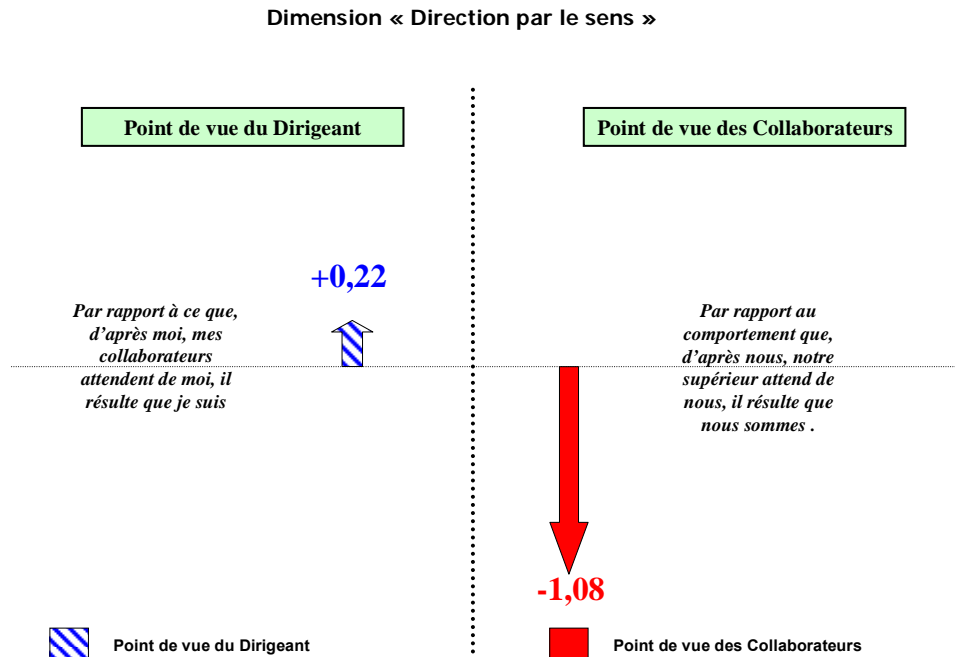 Dimension « Direction par le sens »
Point de vue du Dirigeant
Point de vue des Collaborateurs
+0,22
Par rapport à ce que,
d'après moi, mes
collaborateurs
attendent de moi, il
résulte que je suis
Par rapport au
comportement que,
d'après nous, notre
supérieur attend de
nous, il résulte que
nous sommes .
-1,08
Point de vue du Dirigeant
Point de vue des Collaborateurs